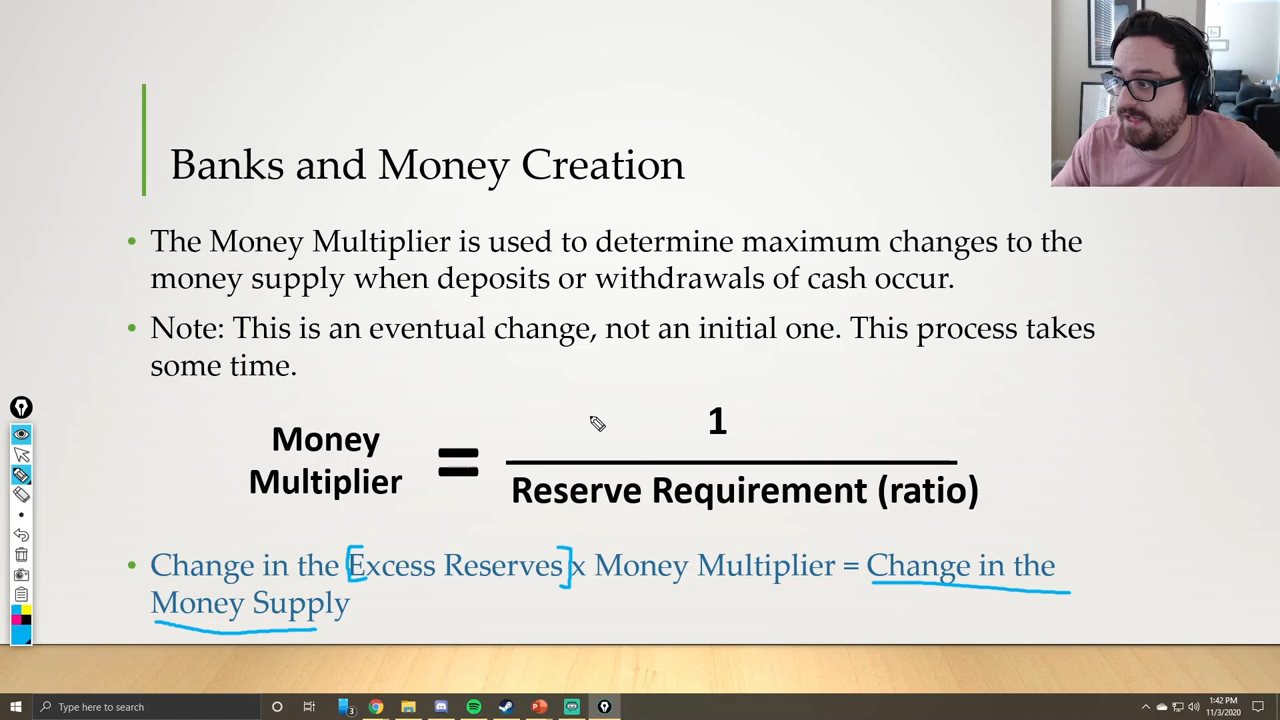 Banks and Money Creation
• The Money Multiplier is used to determine maximum changes to the
money supply when deposits or withdrawals of cash occur.
• Note: This is an eventual change, not an initial one. This process takes
some time.
Money
Multiplier
=
1
Reserve Requirement (ratio)
• Change in the [Excess Reserves] x Money Multiplier = Change in the
Money Supply
3
Type here to search
1:42 PM
11/3/2020